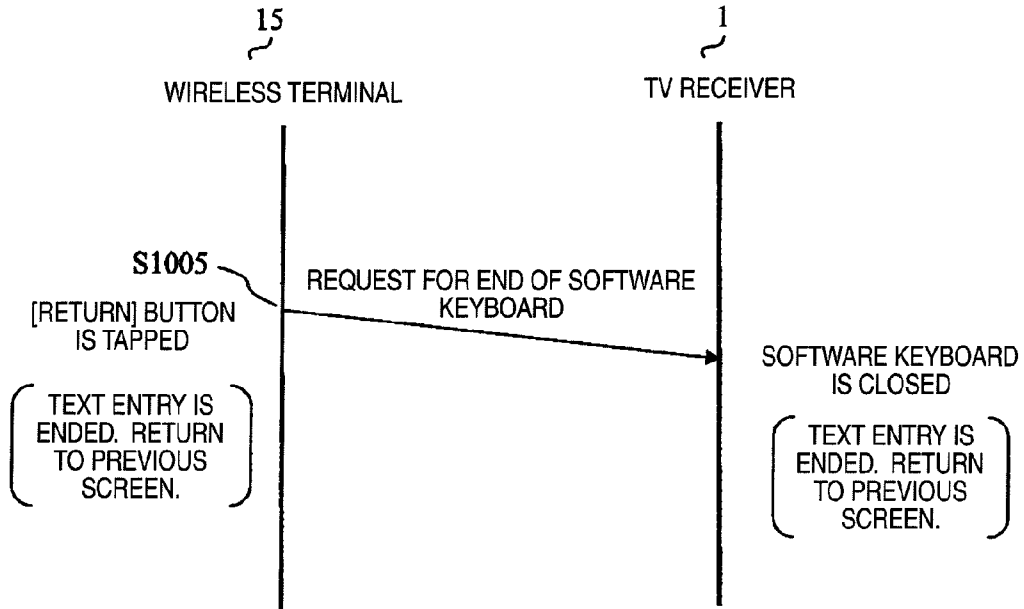 15
1
WIRELESS TERMINAL
TV RECEIVER
S1005
REQUEST FOR END OF SOFTWARE
KEYBOARD
[RETURN] BUTTON
IS TAPPED
SOFTWARE KEYBOARD
IS CLOSED
TEXT ENTRY IS
ENDED. RETURN
TO PREVIOUS
SCREEN.
TEXT ENTRY IS
ENDED. RETURN
TO PREVIOUS
SCREEN.